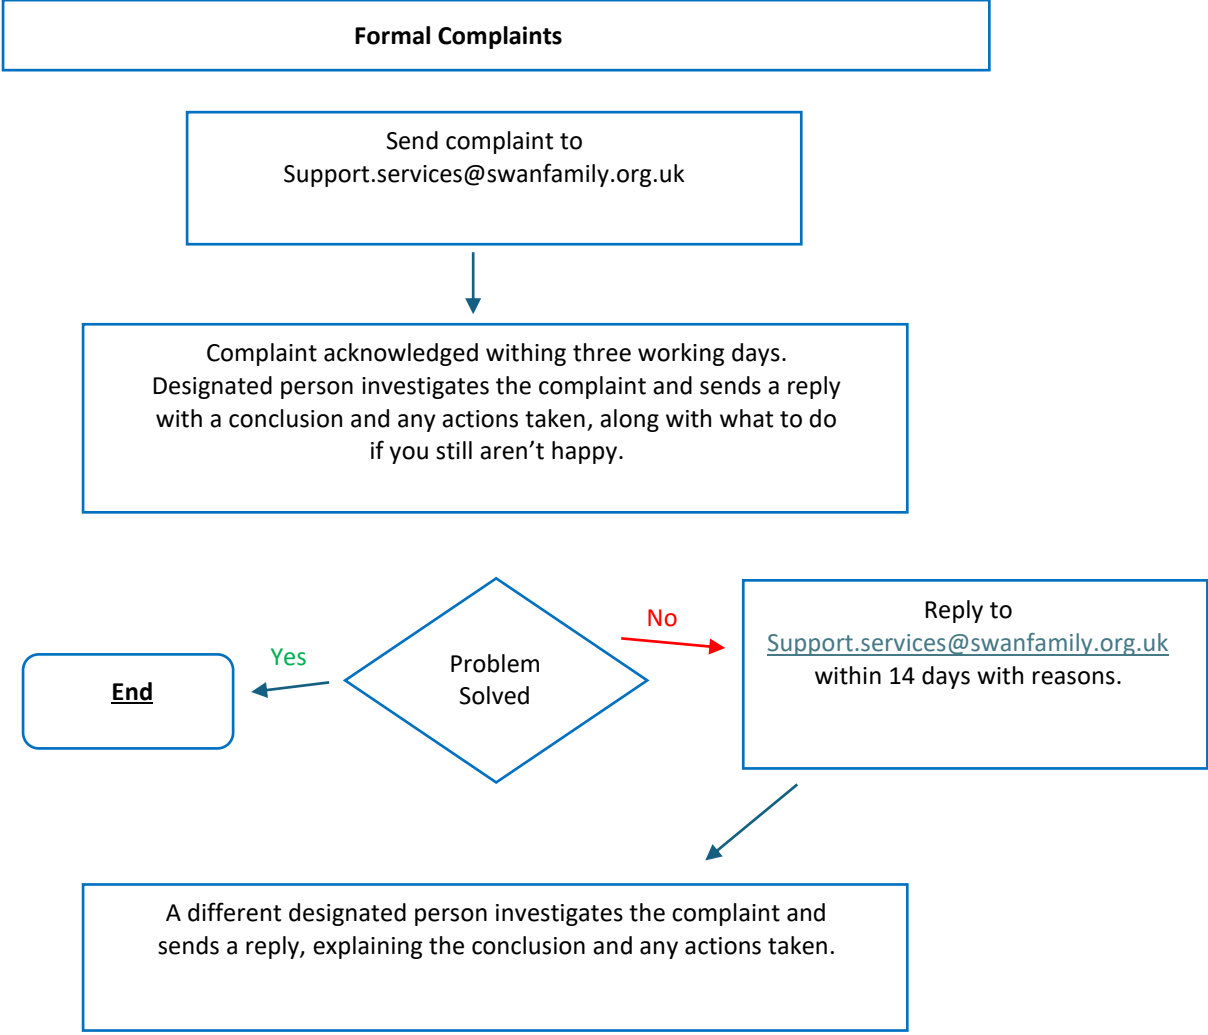 Formal Complaints
Send complaint to
Support.services@swanfamily.org.uk
Complaint acknowledged withing three working days.
Designated person investigates the complaint and sends a reply
with a conclusion and any actions taken, along with what to do
if you still aren’t happy.
Problem
Solved
Yes
End
No
Reply to
Support.services@swanfamily.org.uk
within 14 days with reasons.
A different designated person investigates the complaint and
sends a reply, explaining the conclusion and any actions taken.